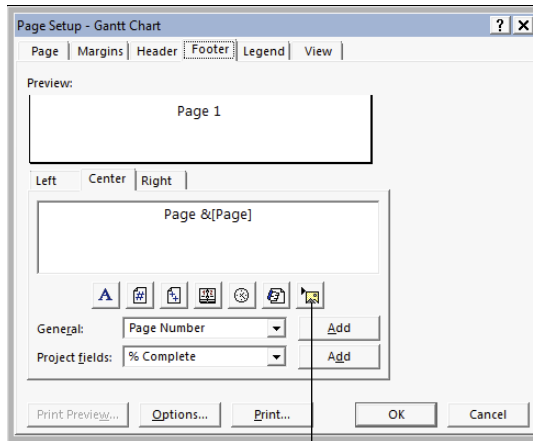 Page Setup - Gantt Chart
Page Margins Header Footer Legend View
Preview:
Page 1
Left Center Right
Page &[Page]
A
General: Page Number Add
Project fields: % Complete Add
Print Preview... Options... Print... OK Cancel